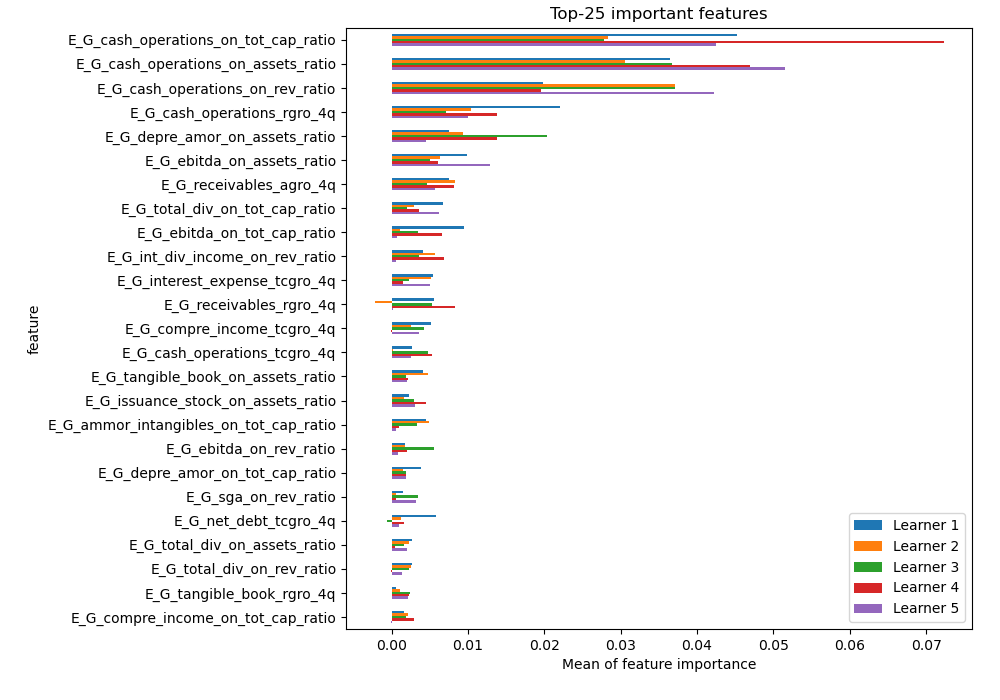 Top-25 important features
E_G_cash_operations_on_tot_cap_ratio
E_G_cash_operations_on_assets_ratio
E_G_cash_operations_on_rev_ratio
E_G_cash_operations_rgro_4q
E_G_depre_amor_on_assets_ratio
E_G_ebitda_on_assets_ratio
E_G_receivables_agro_4q
E_G_total_div_on_tot_cap_ratio
E_G_ebitda_on_tot_cap_ratio
E_G_int_div_income_on_rev_ratio
E_G_interest_expense_tcgro_4q
E_G_receivables_rgro_4q
E_G_compre_income_tcgro_4q
E_G_cash_operations_tcgro_4q
E_G_tangible_book_on_assets_ratio
E_G_issuance_stock_on_assets_ratio
E_G_ammor_intangibles_on_tot_cap_ratio
E_G_ebitda_on_rev_ratio
E_G_depre_amor_on_tot_cap_ratio
E_G_sga_on_rev_ratio
E_G_net_debt_tcgro_4q
E_G_total_div_on_assets_ratio
E_G_total_div_on_rev_ratio
E_G_tangible_book_rgro_4q
E_G_compre_income_on_tot_cap_ratio
feature
Learner 1
Learner 2
Learner 3
Learner 4
Learner 5
0.00 0.01 0.02 0.03 0.04 0.05 0.06 0.07
Mean of feature importance